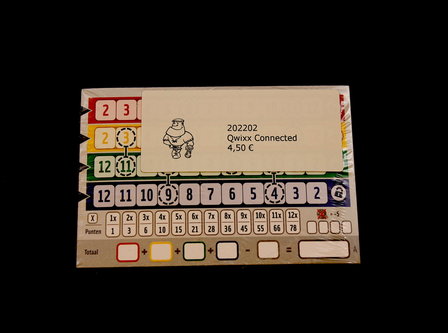 2 3
202202
Qwixx Connected
4,50 €
2 3
12 11
12 11 10 9 8 7 6 5 4 3 2
X 1x 2x 3x 4x 5x 6x 7x 8x 9x 10x 11x 12x
Punten 1 3 6 10 15 21 28 36 45 55 66 78
Totaal + + + - =